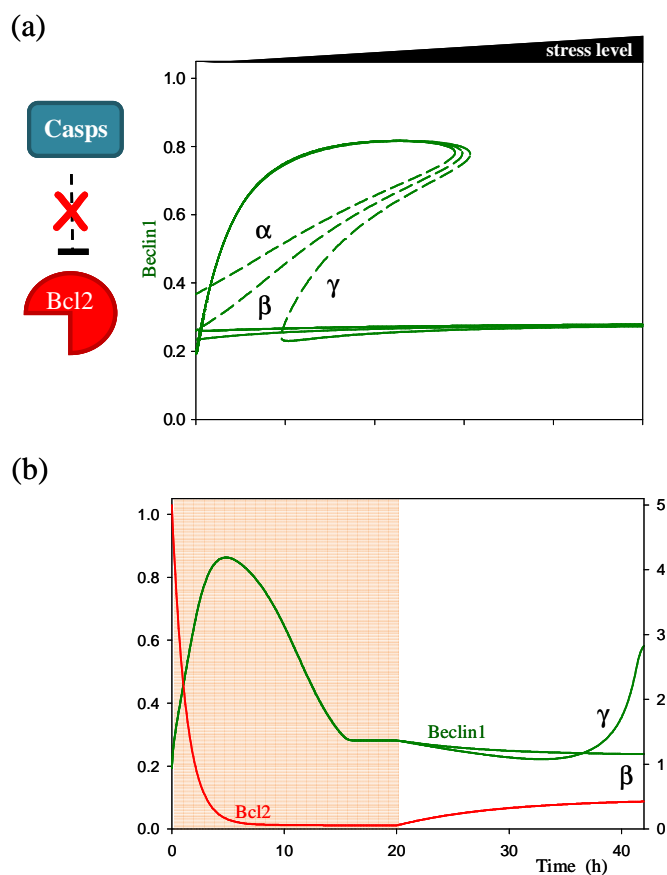 (a)
stress level
Casps
Bcl2
Beclin1
1.0
0.8
0.6
0.4
0.2
0.0
α
β
γ
(b)
1.0
0.8
0.6
0.4
0.2
0.0
5
4
3
2
1
0
Beclin1
γ
β
Bcl2
0 10 20 30 40
Time (h)